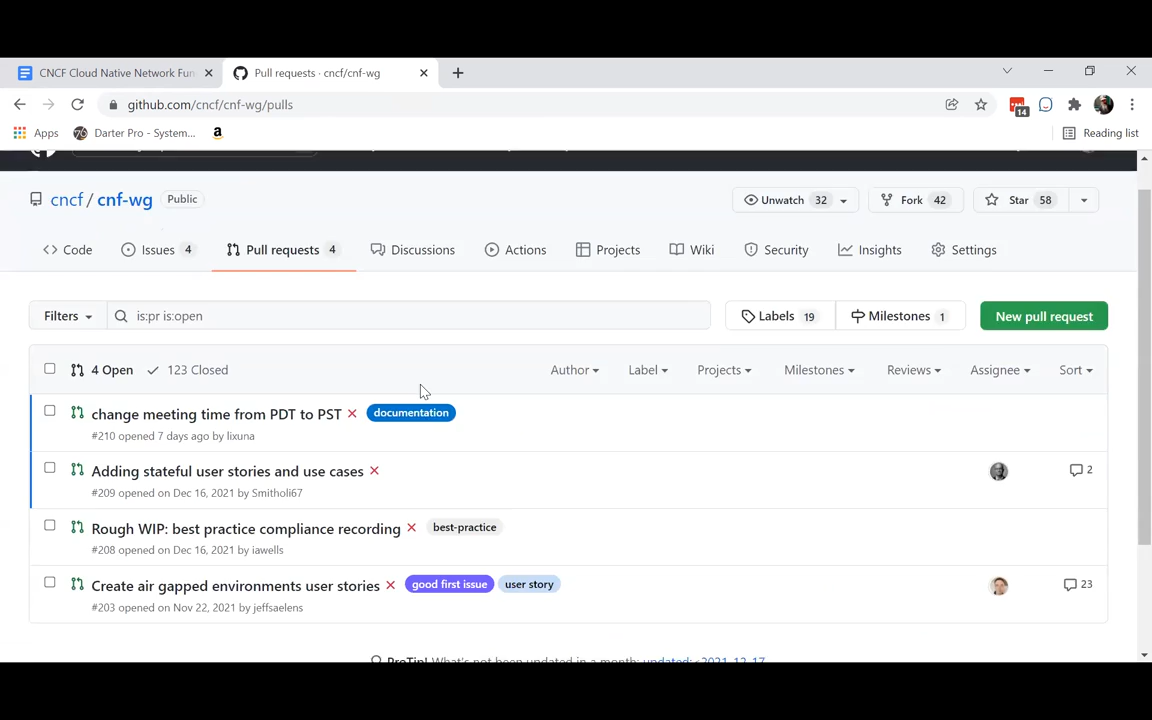 CNCF Cloud Native Network Fun
Pull requests · cncf/cnf-wg
github.com/cncf/cnf-wg/pulls
14
Apps
Darter Pro - System...
a
Reading list
cncf / cnf-wg Public
Unwatch 32
Fork 42
Star 58
Code
Issues 4
Pull requests 4
Discussions
Actions
Projects
Wiki
Security
Insights
Settings
Filters
is:pr is:open
Labels 19
Milestones 1
New pull request
4 Open
123 Closed
Author
Label
Projects
Milestones
Reviews
Assignee
Sort
change meeting time from PDT to PST documentation
#210 opened 7 days ago by lixuna
Adding stateful user stories and use cases
2
#209 opened on Dec 16, 2021 by Smitholi67
Rough WIP: best practice compliance recording best-practice
#208 opened on Dec 16, 2021 by iawells
Create air gapped environments user stories good first issue user story
23
#203 opened on Nov 22, 2021 by jeffsaelens
ProTip! What's not been updated in a month: updated:<2021-12-17